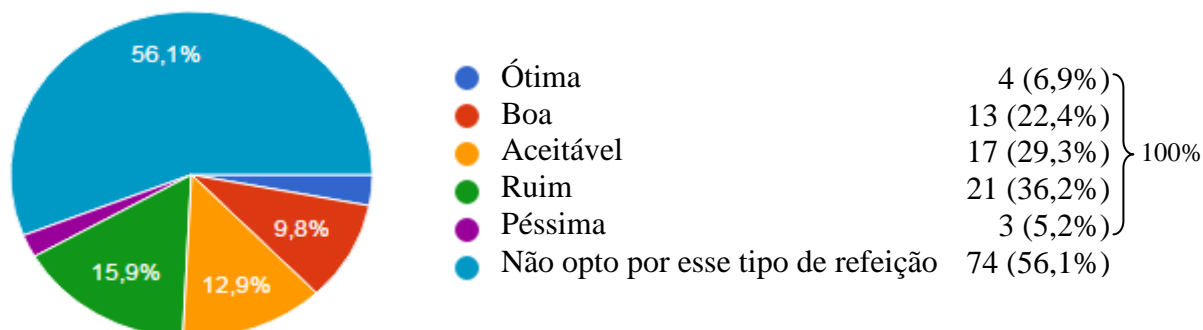 56,1%
9,8%
12,9%
15,9%
Ótima 4 (6,9%)
Boa 13 (22,4%)
Aceitável 17 (29,3%)
100%
Ruim 21 (36,2%)
Péssima 3 (5,2%)
Não opto por esse tipo de refeição 74 (56,1%)